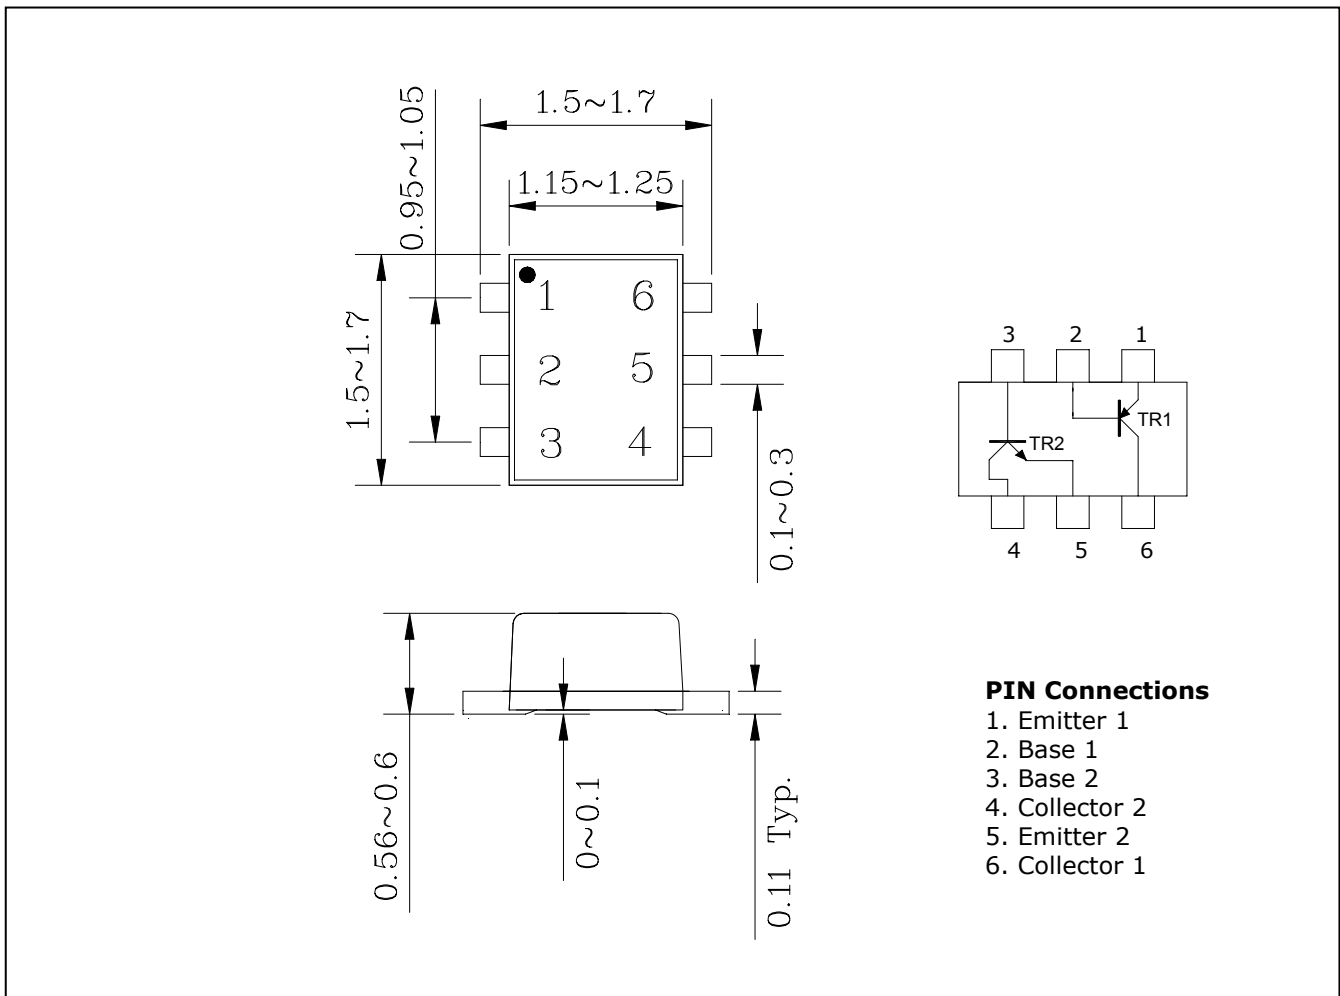 1.5~1.7
0.95~1.05
1.15~1.25
1.5~1.7
1 6
2 5
3 4
0.1~0.3
3 2 1
TR1
TR2
4 5 6
0.56~0.6
0~0.1
0.11 Typ.
PIN Connections
1. Emitter 1
2. Base 1
3. Base 2
4. Collector 2
5. Emitter 2
6. Collector 1